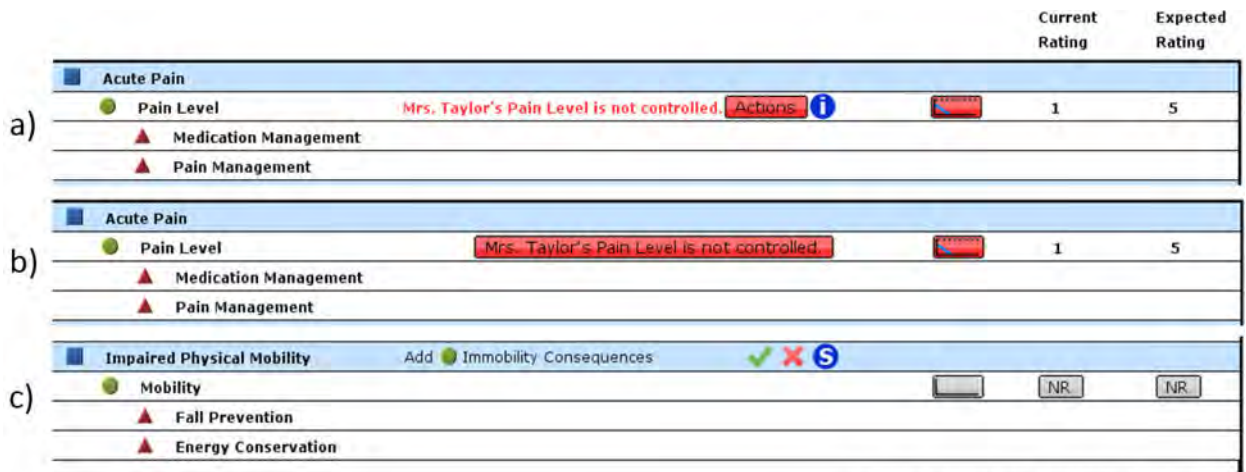 Current Expected
Rating Rating
Acute Pain
a) Pain Level Mrs. Taylor's Pain Level is not controlled. Actions i 1 5
Medication Management
Pain Management
Acute Pain
b) Pain Level Mrs. Taylor's Pain Level is not controlled. 1 5
Medication Management
Pain Management
Impaired Physical Mobility Add Immobility Consequences S
c) Mobility NR NR
Fall Prevention
Energy Conservation